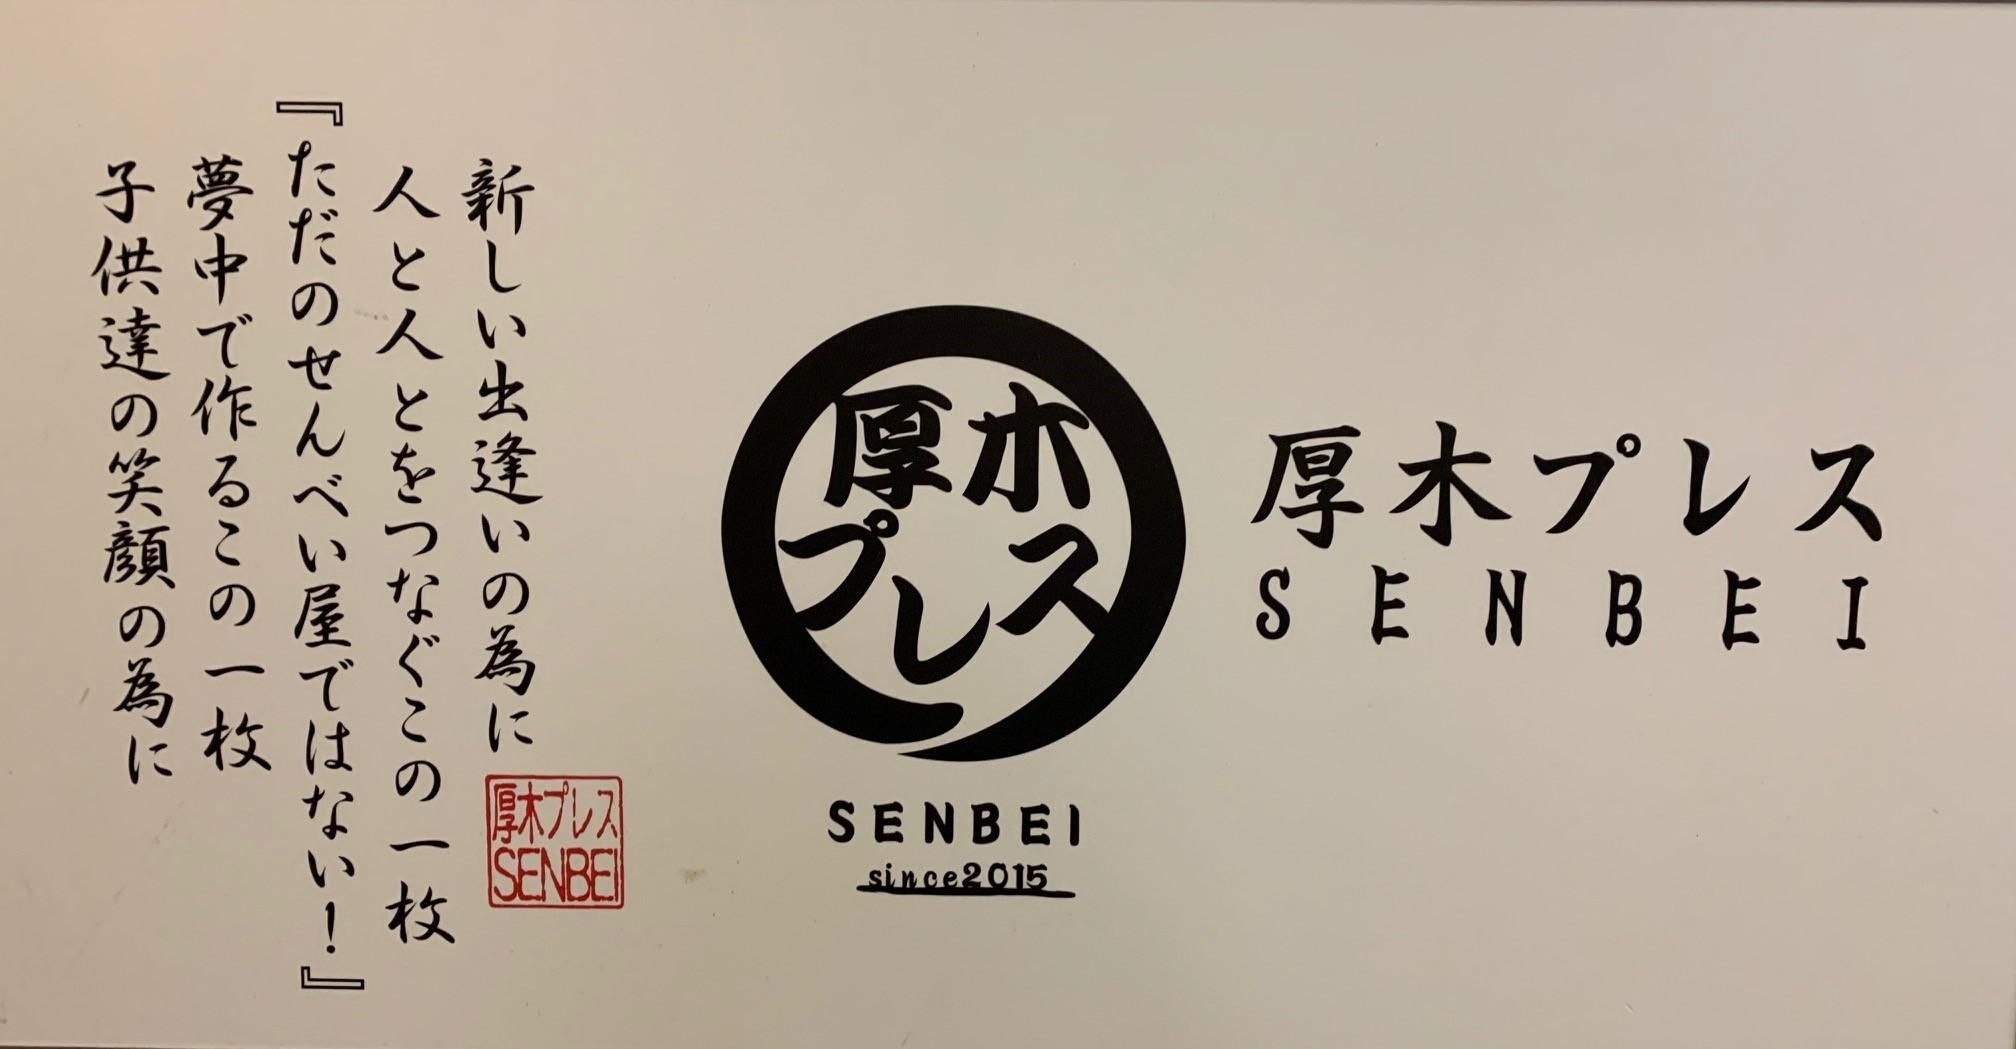 厚木プレス
SENBEI
厚木
プレス
SENBEI
since2015
新しい出逢いの為に
人と人とをつなぐこの一枚
『ただのせんべい屋ではない!』
夢中で作るこの一枚
子供達の笑顔の為に
厚木プレス
SENBEI